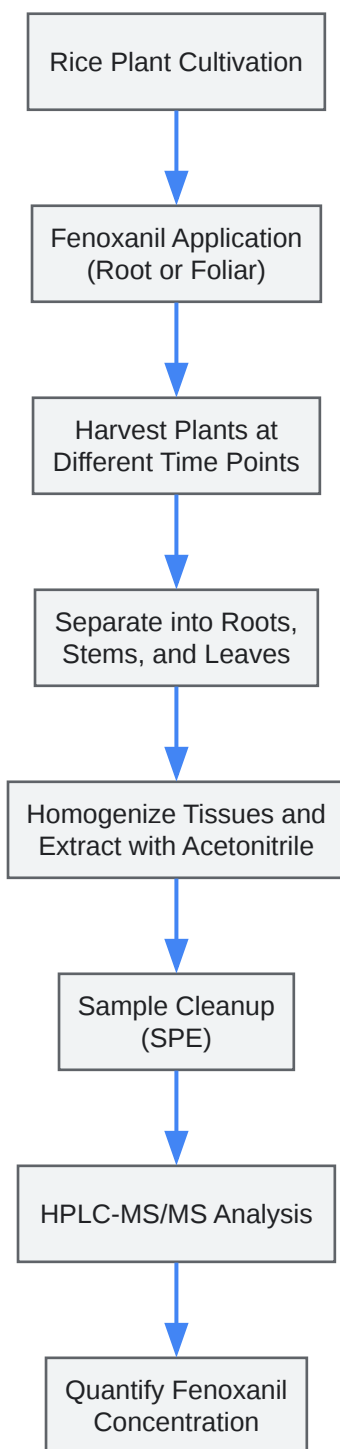 Rice Plant Cultivation
Fenoxanil Application
(Root or Foliar)
Harvest Plants at
Different Time Points
Separate into Roots,
Stems, and Leaves
Homogenize Tissues and
Extract with Acetonitrile
Sample Cleanup
(SPE)
HPLC-MS/MS Analysis
Quantify Fenoxanil
Concentration